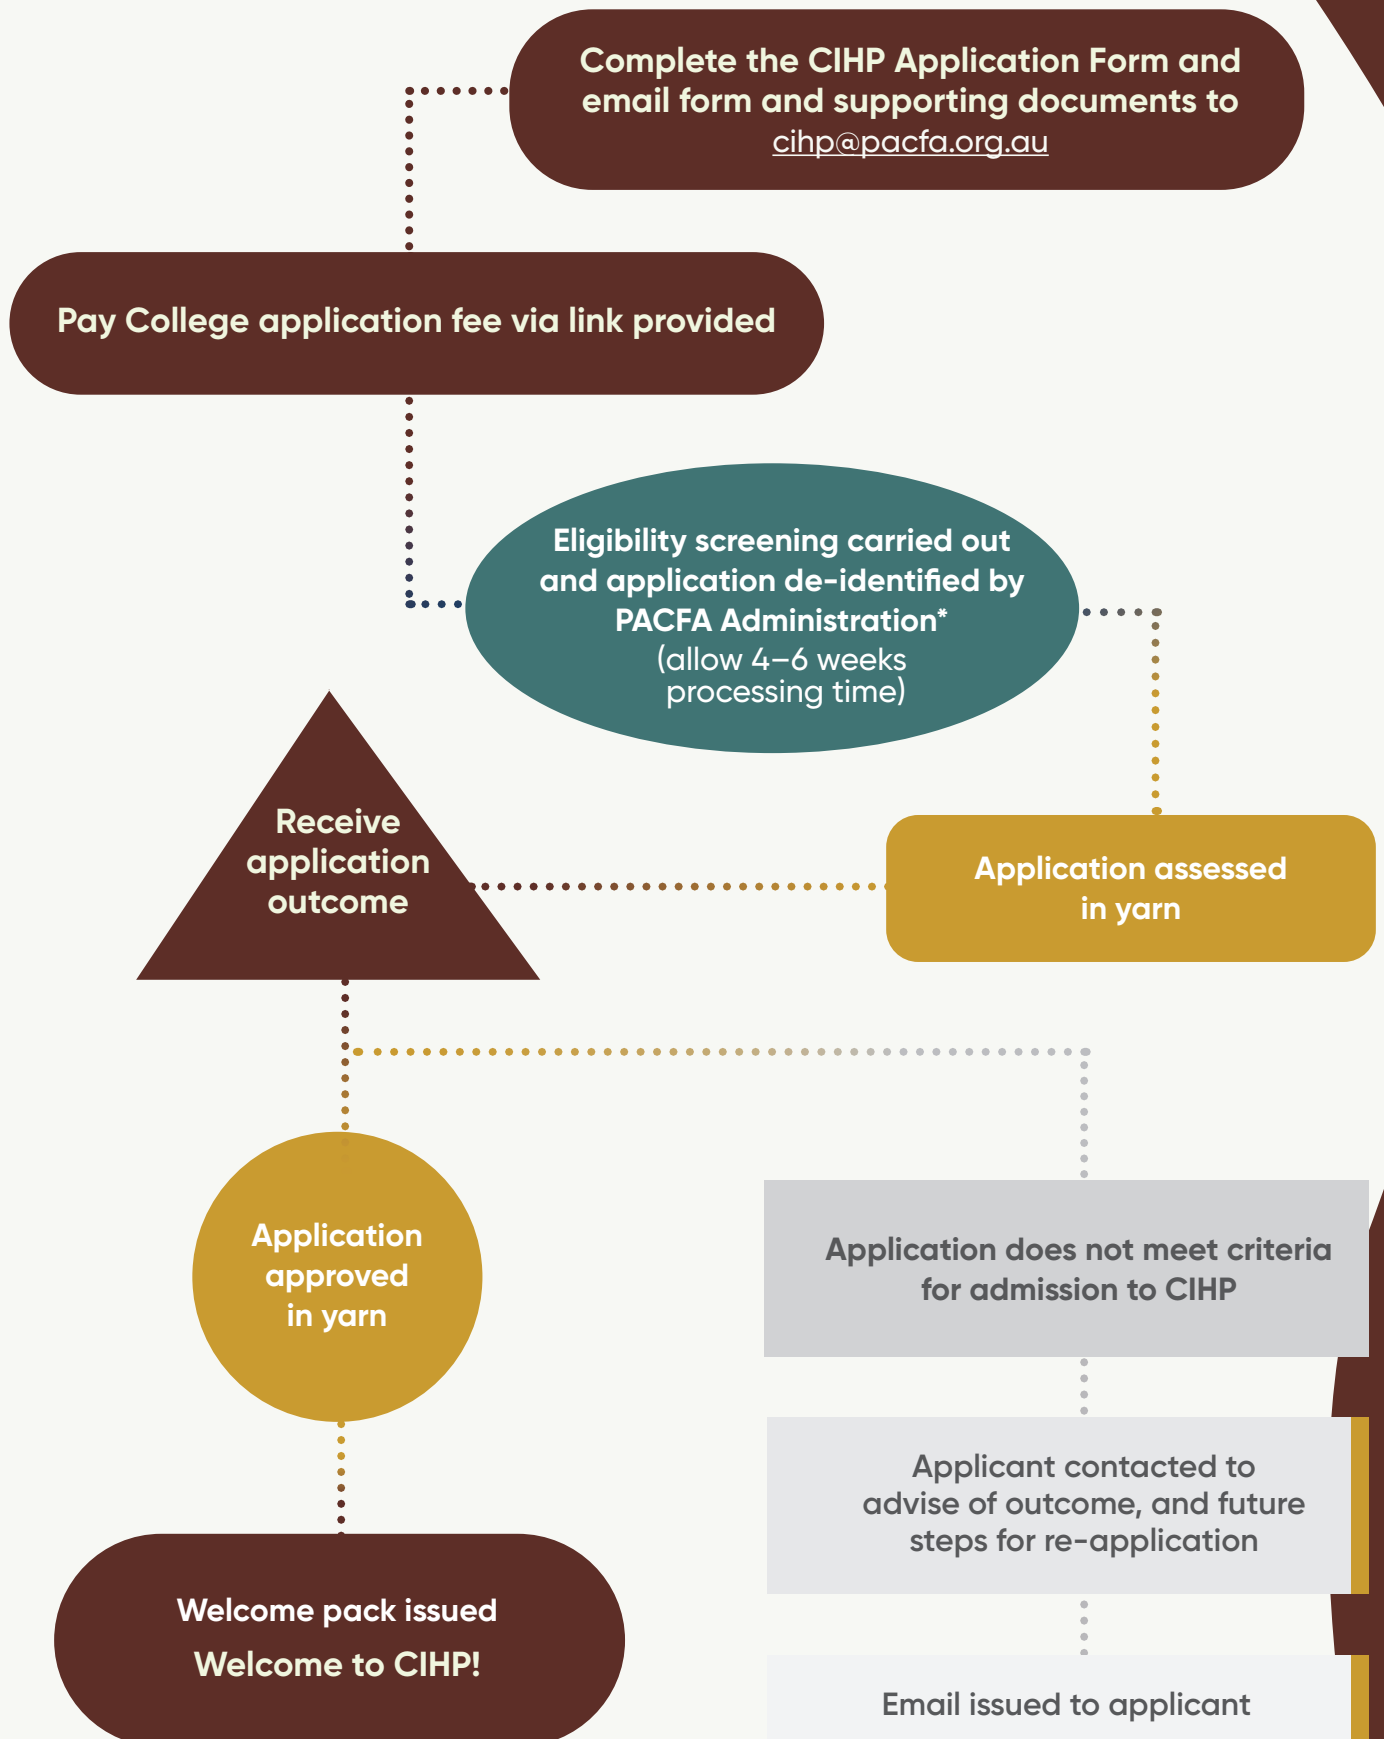 Complete the CIHP Application Form and
email form and supporting documents to
cihp@pacfa.org.au
Pay College application fee via link provided
Eligibility screening carried out
and application de-identified by
PACFA Administration*
(allow 4–6 weeks
processing time)
Receive
application
outcome
Application assessed
in yarn
Application
approved
in yarn
Application does not meet criteria
for admission to CIHP
Applicant contacted to
advise of outcome, and future
steps for re-application
Welcome pack issued
Welcome to CIHP!
Email issued to applicant